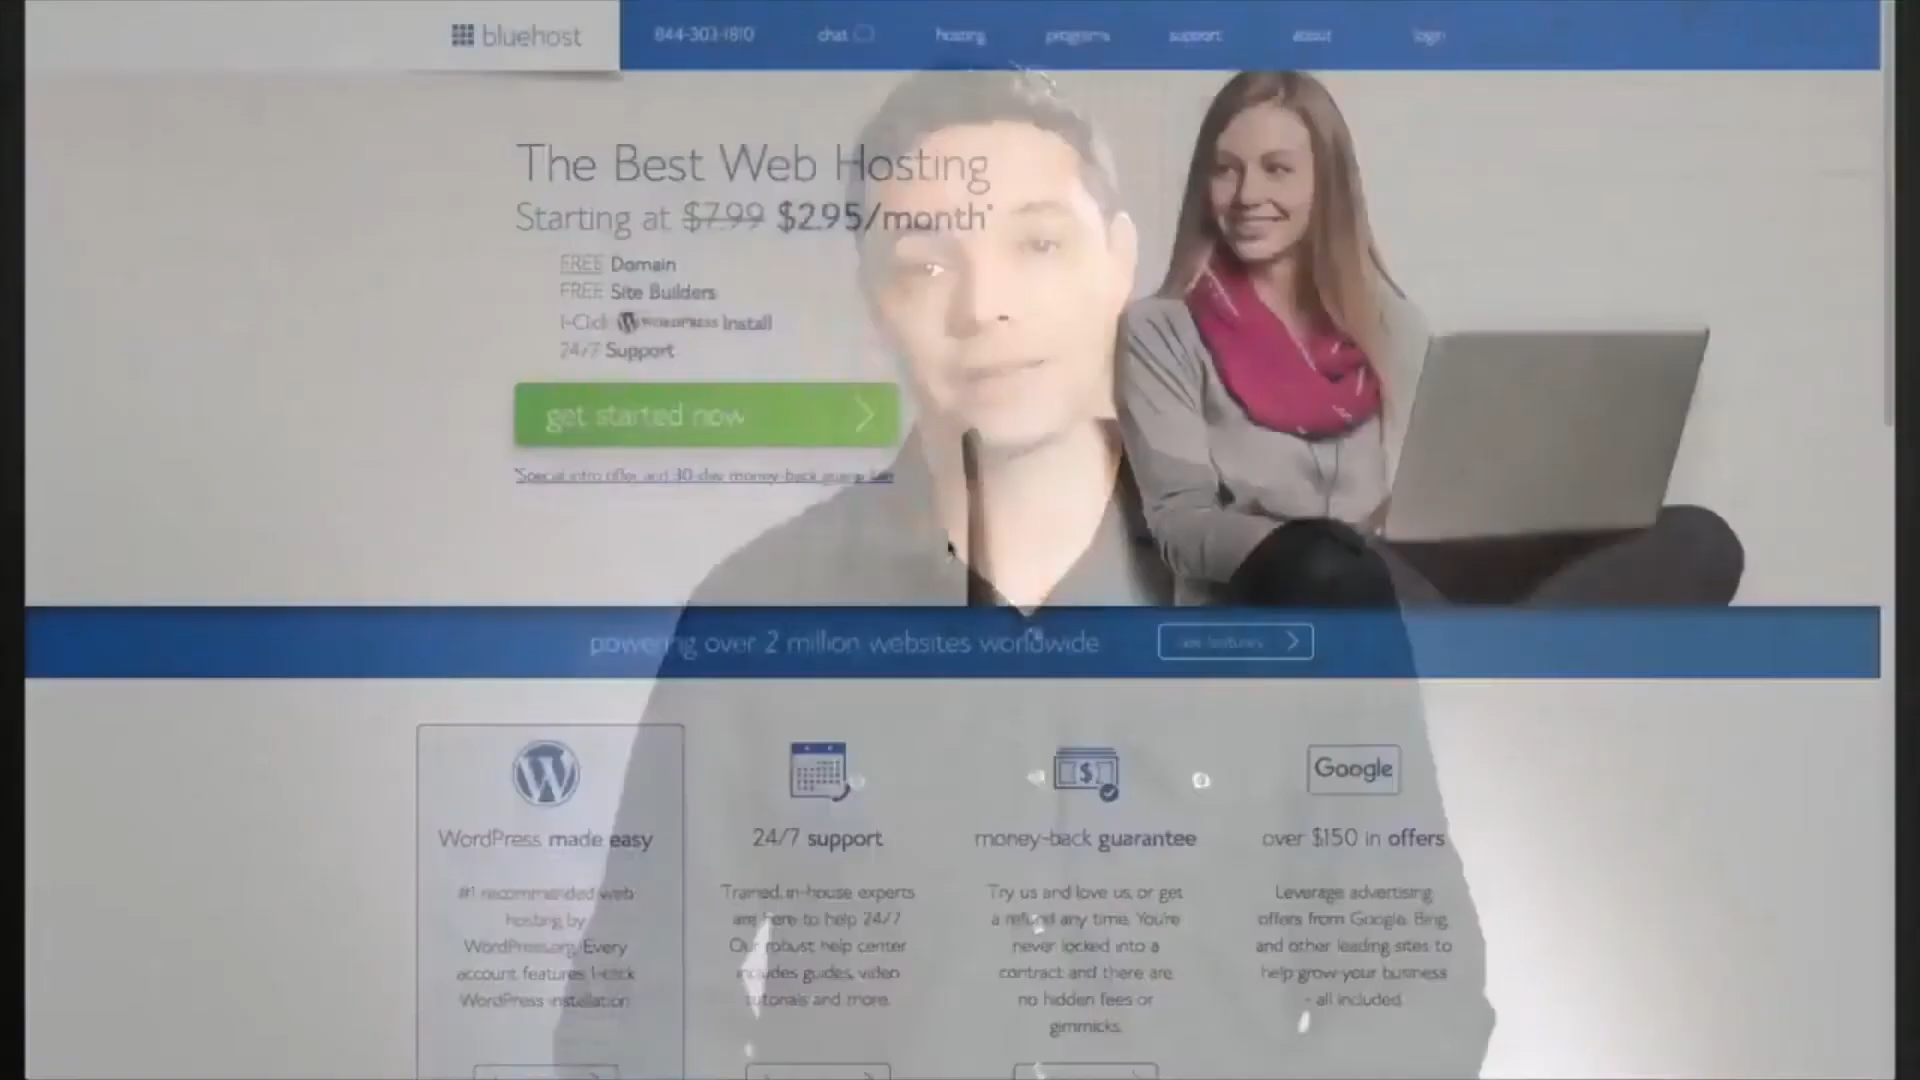 bluehost
844-303-1810
chat
hosting
programs
support
about
login
The Best Web Hosting
Starting at $7.99 $2.95/month*
FREE Domain
FREE Site Builders
1-Click WORDPRESS Install
24/7 Support
get started now
*Special intro offer and 30-day money-back guarantee
powering over 2 million websites worldwide
see features
WordPress made easy
#1 recommended web
hosting by
WordPress.org. Every
account features 1-click
WordPress installation
24/7 support
Trained, in-house experts
are here to help 24/7.
Our robust help center
includes guides, video
tutorials and more.
money-back guarantee
Try us and love us, or get
a refund any time. You're
never locked into a
contract and there are
no hidden fees or
gimmicks.
Google
over $150 in offers
Leverage advertising
offers from Google, Bing,
and other leading sites to
help grow your business
- all included.